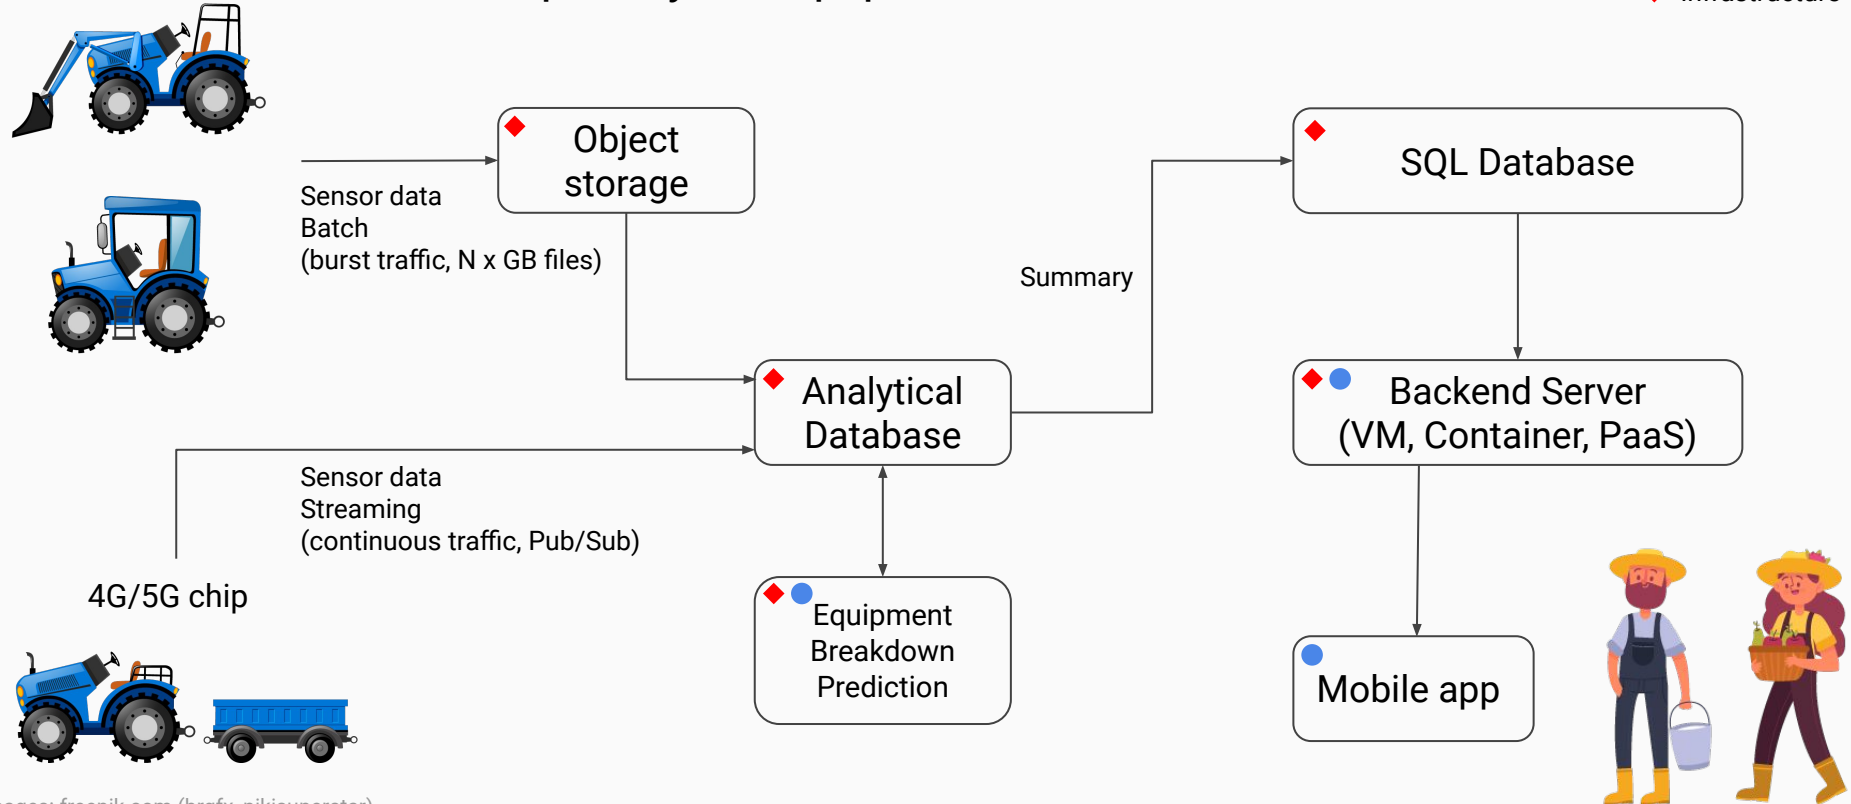 Object
storage
Sensor data
Batch
(burst traffic, N x GB files)
SQL Database
Summary
Analytical
Database
Backend Server
(VM, Container, PaaS)
Sensor data
Streaming
(continuous traffic, Pub/Sub)
4G/5G chip
Equipment
Breakdown
Prediction
Mobile app